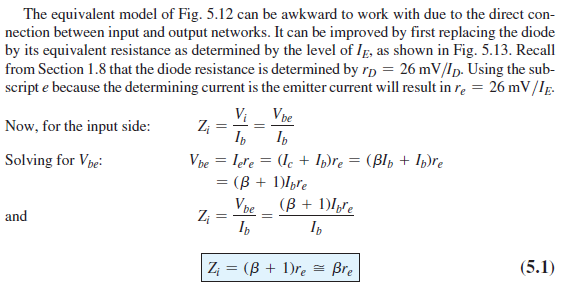 The equivalent model of Fig. 5.12 can be awkward to work with due to the direct con-
nection between input and output networks. It can be improved by first replacing the diode
by its equivalent resistance as determined by the level of I_E, as shown in Fig. 5.13. Recall
from Section 1.8 that the diode resistance is determined by r_D = 26 mV/I_D. Using the sub-
script e because the determining current is the emitter current will result in r_e = 26 mV/I_E.
Now, for the input side: Z_i = V_i / I_b = V_be / I_b
Solving for V_be: V_be = I_e r_e = (I_c + I_b)r_e = (βI_b + I_b)r_e
= (β + 1)I_b r_e
and Z_i = V_be / I_b = (β + 1)I_b r_e / I_b
Z_i = (β + 1)r_e ≅ βr_e (5.1)